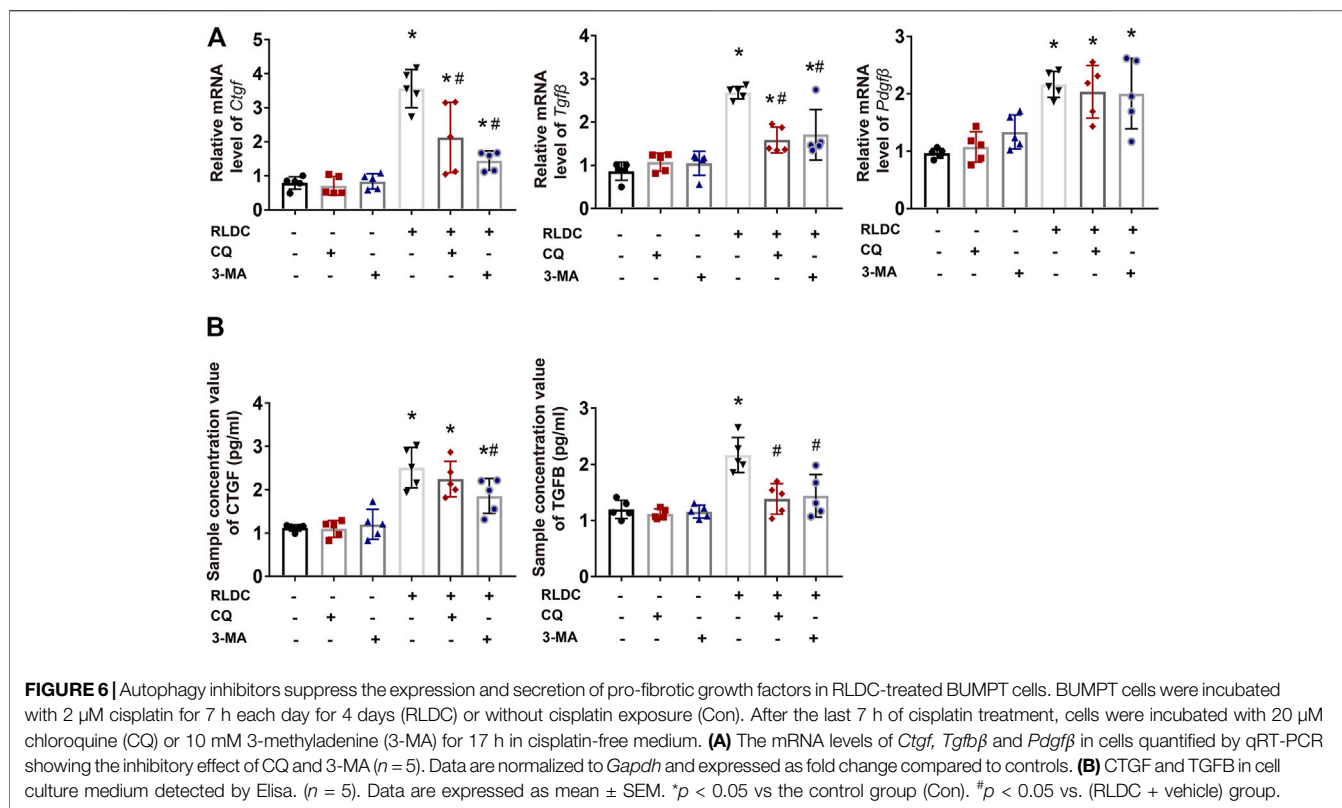 A
Relative mRNA
level of Ctgf
5
4
3
2
1
0
*
* #
* #
RLDC - - - + + +
CQ - + - - + -
3-MA - - + - - +
Relative mRNA
level of Tgfβ
4
3
2
1
0
*
* #
*#
RLDC - - - + + +
CQ - + - - + -
3-MA - - + - - +
Relative mRNA
level of Pdgfβ
3
2
1
0
*
*
*
RLDC - - - + + +
CQ - + - - + -
3-MA - - + - - +
B
Sample concentration value
of CTGF (pg/ml)
4
3
2
1
0
*
*
*#
RLDC - - - + + +
CQ - + - - + -
3-MA - - + - - +
Sample concentration value
of TGFB (pg/ml)
3
2
1
0
*
#
#
RLDC - - - + + +
CQ - + - - + -
3-MA - - + - - +
FIGURE 6 | Autophagy inhibitors suppress the expression and secretion of pro-fibrotic growth factors in RLDC-treated BUMPT cells. BUMPT cells were incubated
with 2 μM cisplatin for 7 h each day for 4 days (RLDC) or without cisplatin exposure (Con). After the last 7 h of cisplatin treatment, cells were incubated with 20 μM
chloroquine (CQ) or 10 mM 3-methyladenine (3-MA) for 17 h in cisplatin-free medium. (A) The mRNA levels of Ctgf, Tgfbβ and Pdgfβ in cells quantified by qRT-PCR
showing the inhibitory effect of CQ and 3-MA (n = 5). Data are normalized to Gapdh and expressed as fold change compared to controls. (B) CTGF and TGFB in cell
culture medium detected by Elisa. (n = 5). Data are expressed as mean ± SEM. *p < 0.05 vs the control group (Con). #p < 0.05 vs. (RLDC + vehicle) group.